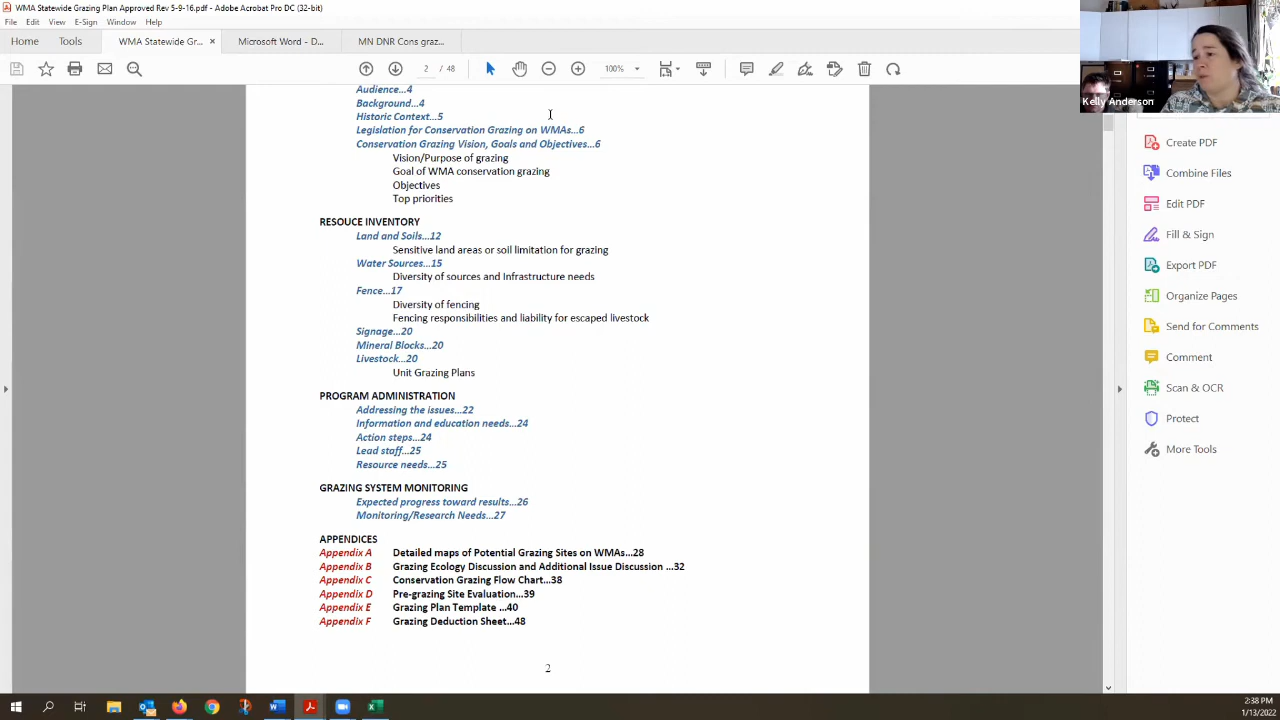 WMA Statewide Grazing Plan Approved Rev 5-9-16.pdf - Adobe Acrobat Pro DC (32-bit)
File Edit View E-Sign Window Help
Home Tools WMA Statewide Gr... × Microsoft Word - D... MN DNR Cons graz...
2 / 48 100%
Kelly Anderson
Audience...4
Background...4
Historic Context...5
Legislation for Conservation Grazing on WMAs...6
Conservation Grazing Vision, Goals and Objectives...6
Vision/Purpose of grazing
Goal of WMA conservation grazing
Objectives
Top priorities
RESOUCE INVENTORY
Land and Soils...12
Sensitive land areas or soil limitation for grazing
Water Sources...15
Diversity of sources and Infrastructure needs
Fence...17
Diversity of fencing
Fencing responsibilities and liability for escaped livestock
Signage...20
Mineral Blocks...20
Livestock...20
Unit Grazing Plans
PROGRAM ADMINISTRATION
Addressing the issues...22
Information and education needs...24
Action steps...24
Lead staff...25
Resource needs...25
GRAZING SYSTEM MONITORING
Expected progress toward results...26
Monitoring/Research Needs...27
APPENDICES
Appendix A Detailed maps of Potential Grazing Sites on WMAs...28
Appendix B Grazing Ecology Discussion and Additional Issue Discussion ...32
Appendix C Conservation Grazing Flow Chart...38
Appendix D Pre-grazing Site Evaluation...39
Appendix E Grazing Plan Template ...40
Appendix F Grazing Deduction Sheet...48
2
Create PDF
Combine Files
Edit PDF
Fill & Sign
Export PDF
Organize Pages
Send for Comments
Comment
Scan & OCR
Protect
More Tools
2:38 PM
1/13/2022